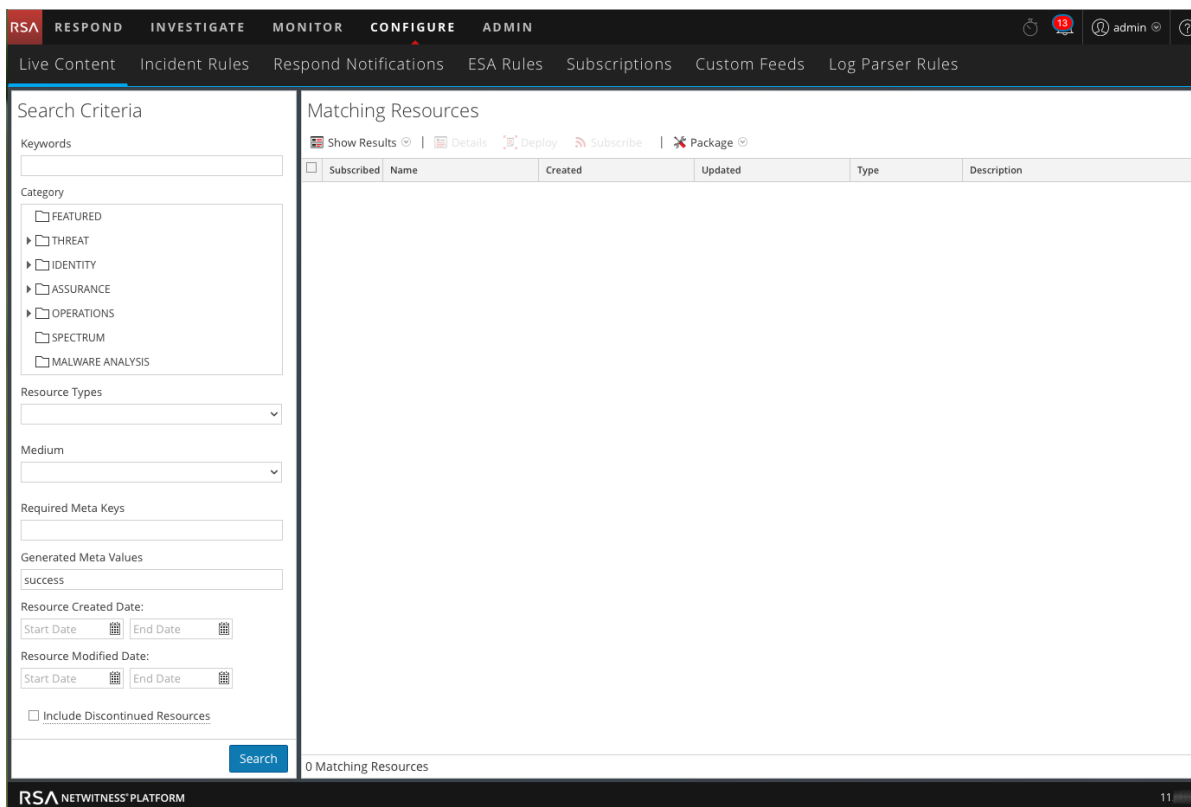 RSA RESPOND INVESTIGATE MONITOR CONFIGURE ADMIN 13 admin ?
Live Content Incident Rules Respond Notifications ESA Rules Subscriptions Custom Feeds Log Parser Rules
Search Criteria
Keywords
Category
FEATURED
THREAT
IDENTITY
ASSURANCE
OPERATIONS
SPECTRUM
MALWARE ANALYSIS
Resource Types
Medium
Required Meta Keys
Generated Meta Values
success
Resource Created Date:
Start Date End Date
Resource Modified Date:
Start Date End Date
Include Discontinued Resources
Search
Matching Resources
Show Results | Details Deploy Subscribe | Package
Subscribed Name Created Updated Type Description
0 Matching Resources
RSA NETWITNESS® PLATFORM
11.